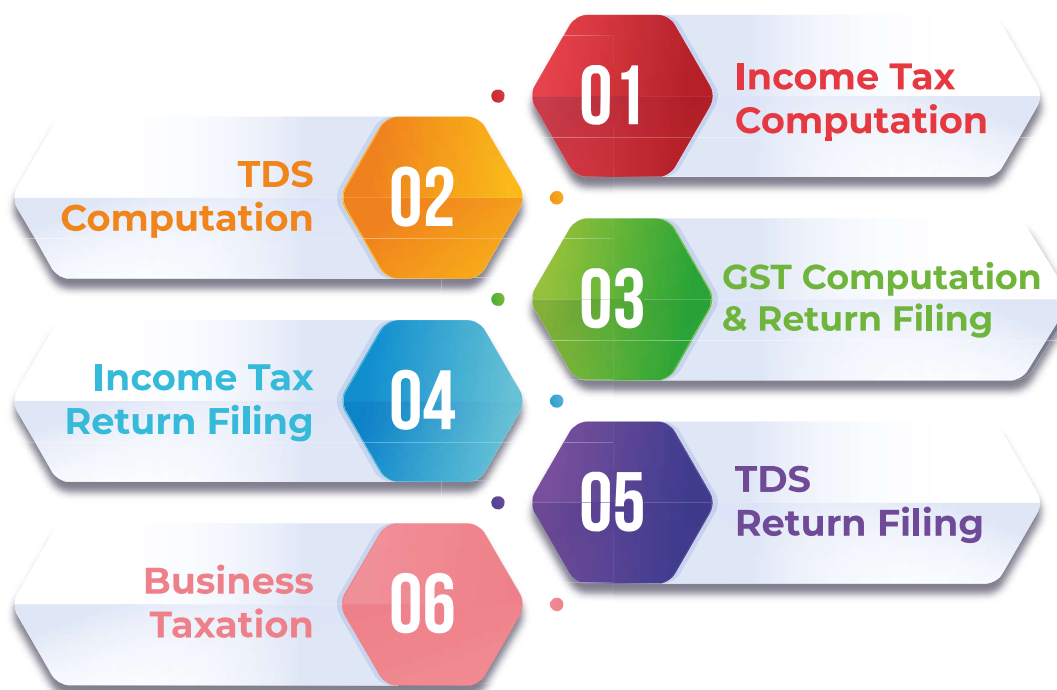 01
Income Tax
Computation
02
TDS
Computation
03
GST Computation
& Return Filing
04
Income Tax
Return Filing
05
TDS
Return Filing
06
Business
Taxation